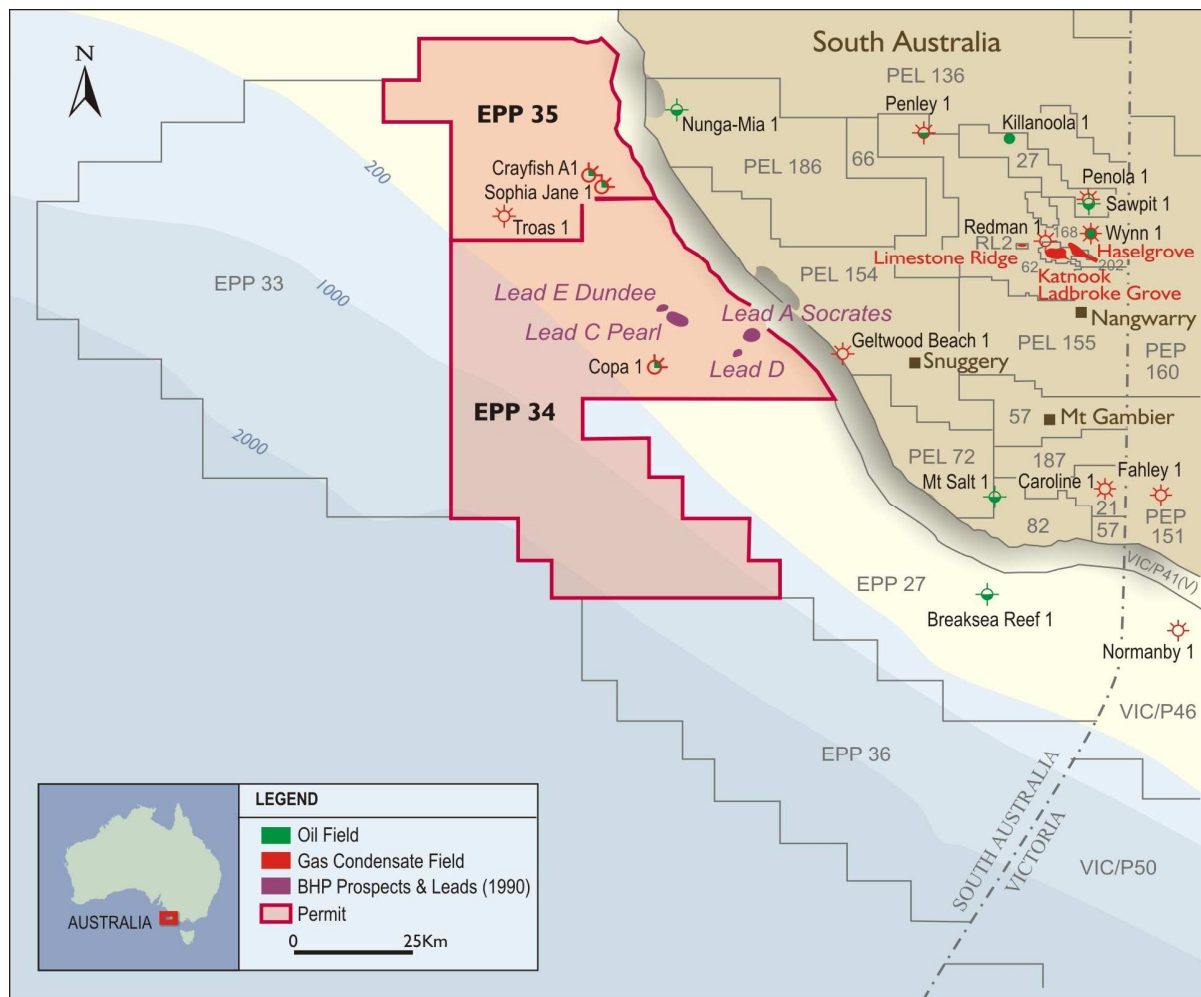 N
South Australia
PEL 136
EPP 35
Nunga-Mia 1
Penley 1
Killanoola 1
66
27
PEL 186
200
Crayfish A1
Sophia Jane 1
Troas 1
Penola 1
Sawpit 1
Redman 1
168
Wynn 1
RL2
Limestone Ridge
Haselgrove
62
202
Katnook
Ladbroke Grove
PEL 154
EPP 33
1000
Lead E Dundee
Lead C Pearl
Lead A Socrates
Lead D
Nangwarry
Geltwood Beach 1
PEL 155
PEP
160
Snuggery
Copa 1
EPP 34
57
Mt Gambier
2000
PEL 72
187
Mt Salt 1
Caroline 1
Fahley 1
21
PEP
151
82
57
VIC/P41(V)
EPP 27
Breaksea Reef 1
Normanby 1
VIC/P46
EPP 36
SOUTH AUSTRALIA
VICTORIA
VIC/P50
AUSTRALIA
LEGEND
Oil Field
Gas Condensate Field
BHP Prospects & Leads (1990)
Permit
0 25Km